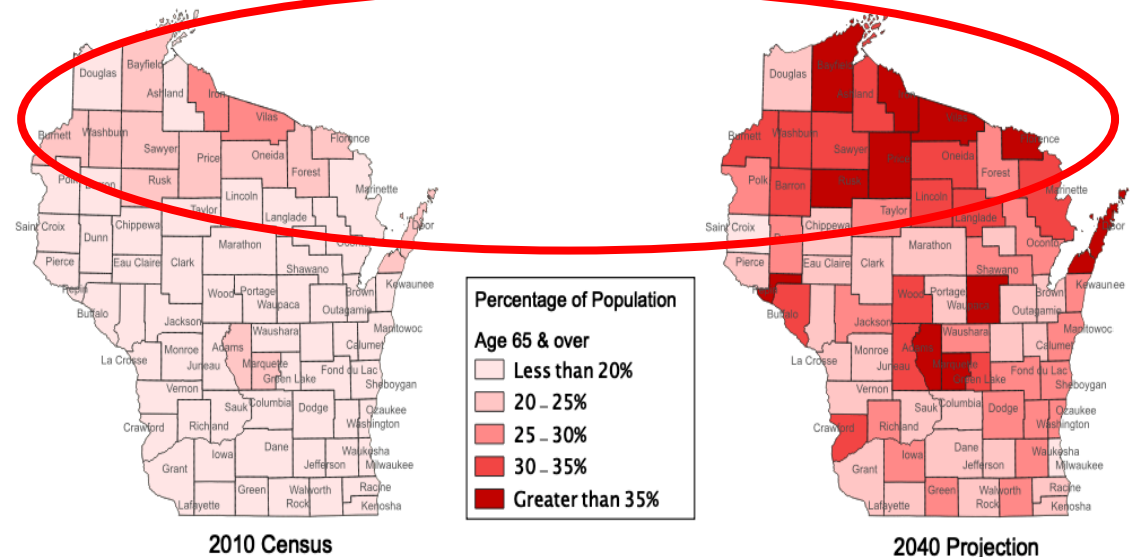 Douglas
Bayfield
Ashland
Iron
Vilas
Burnett
Washburn
Sawyer
Price
Oneida
Florence
Forest
Polk
Barron
Rusk
Lincoln
Marinette
Taylor
Langlade
Saint Croix
Chippewa
Dunn
Door
Oconto
Marathon
Pierce
Eau Claire
Clark
Shawano
Pepin
Wood
Portage
Waupaca
Brown
Kewaunee
Buffalo
Jackson
Outagamie
Waushara
Manitowoc
La Crosse
Monroe
Juneau
Adams
Marquette
Green Lake
Calumet
Fond du Lac
Sheboygan
Vernon
Sauk
Columbia
Dodge
Ozaukee
Washington
Crawford
Richland
Iowa
Dane
Jefferson
Waukesha
Milwaukee
Grant
Lafayette
Green
Walworth
Rock
Racine
Kenosha
2010 Census
Percentage of Population
Age 65 & over
Less than 20%
20 – 25%
25 – 30%
30 – 35%
Greater than 35%
Douglas
Bayfield
Ashland
Iron
Vilas
Burnett
Washburn
Sawyer
Price
Oneida
Florence
Forest
Polk
Barron
Rusk
Lincoln
Marinette
Taylor
Langlade
Saint Croix
Chippewa
Door
Oconto
Marathon
Pierce
Eau Claire
Clark
Shawano
Pepin
Wood
Portage
Waupaca
Brown
Kewaunee
Buffalo
Jackson
Outagamie
Waushara
Manitowoc
La Crosse
Monroe
Juneau
Adams
Marquette
Green Lake
Calumet
Fond du Lac
Sheboygan
Vernon
Sauk
Columbia
Dodge
Ozaukee
Washington
Crawford
Richland
Iowa
Dane
Jefferson
Waukesha
Milwaukee
Grant
Lafayette
Green
Walworth
Rock
Racine
Kenosha
2040 Projection